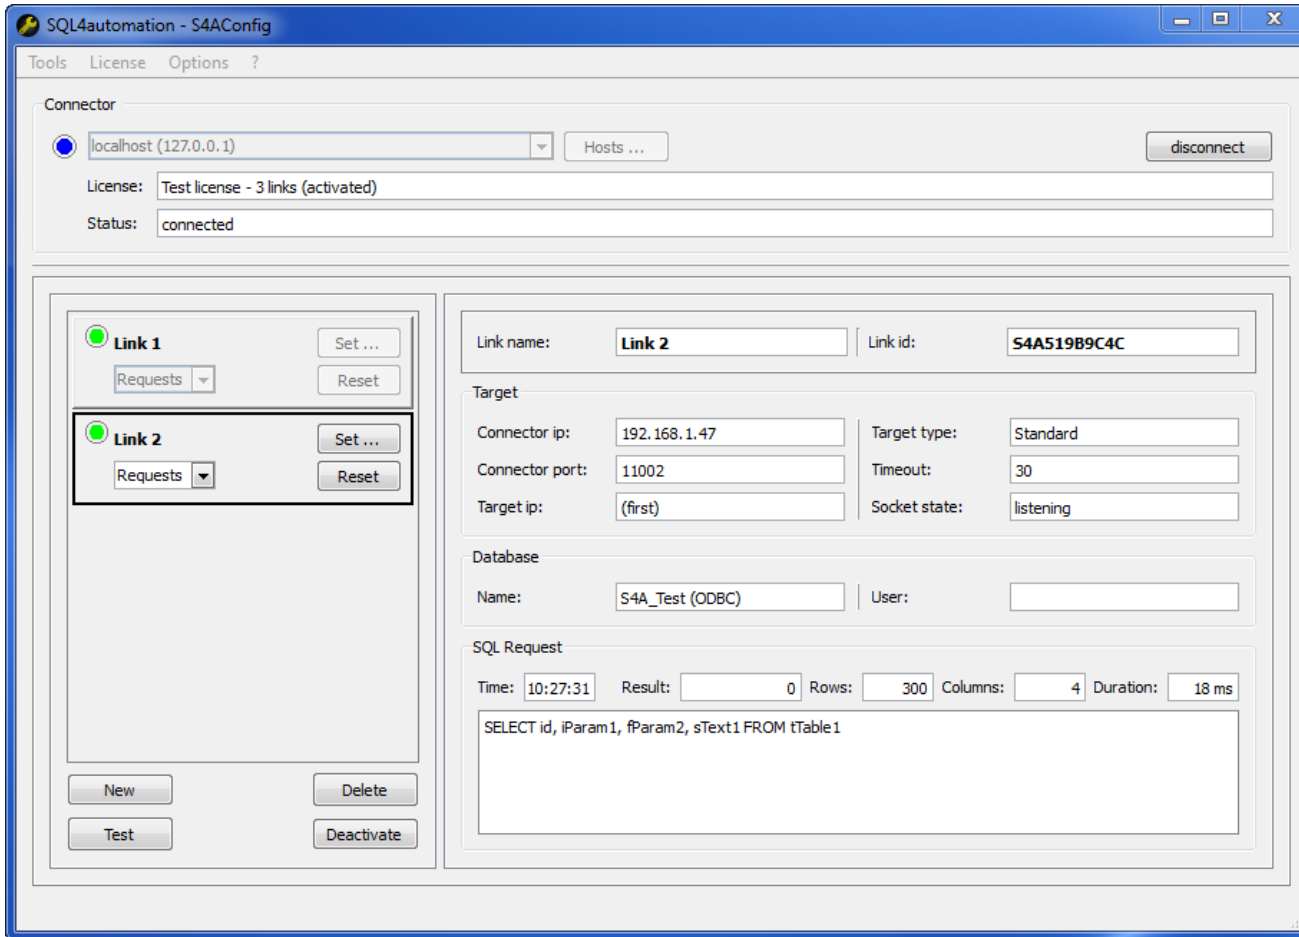 SQL4automation - S4AConfig
Tools License Options ?
Connector
localhost (127.0.0.1) Hosts ... disconnect
License: Test license - 3 links (activated)
Status: connected
Link 1 Set ...
Requests Reset
Link 2 Set ...
Requests Reset
New Delete
Test Deactivate
Link name: Link 2 Link id: S4A519B9C4C
Target
Connector ip: 192.168.1.47 Target type: Standard
Connector port: 11002 Timeout: 30
Target ip: (first) Socket state: listening
Database
Name: S4A_Test (ODBC) User:
SQL Request
Time: 10:27:31 Result: 0 Rows: 300 Columns: 4 Duration: 18 ms
SELECT id, iParam1, fParam2, sText1 FROM tTable1